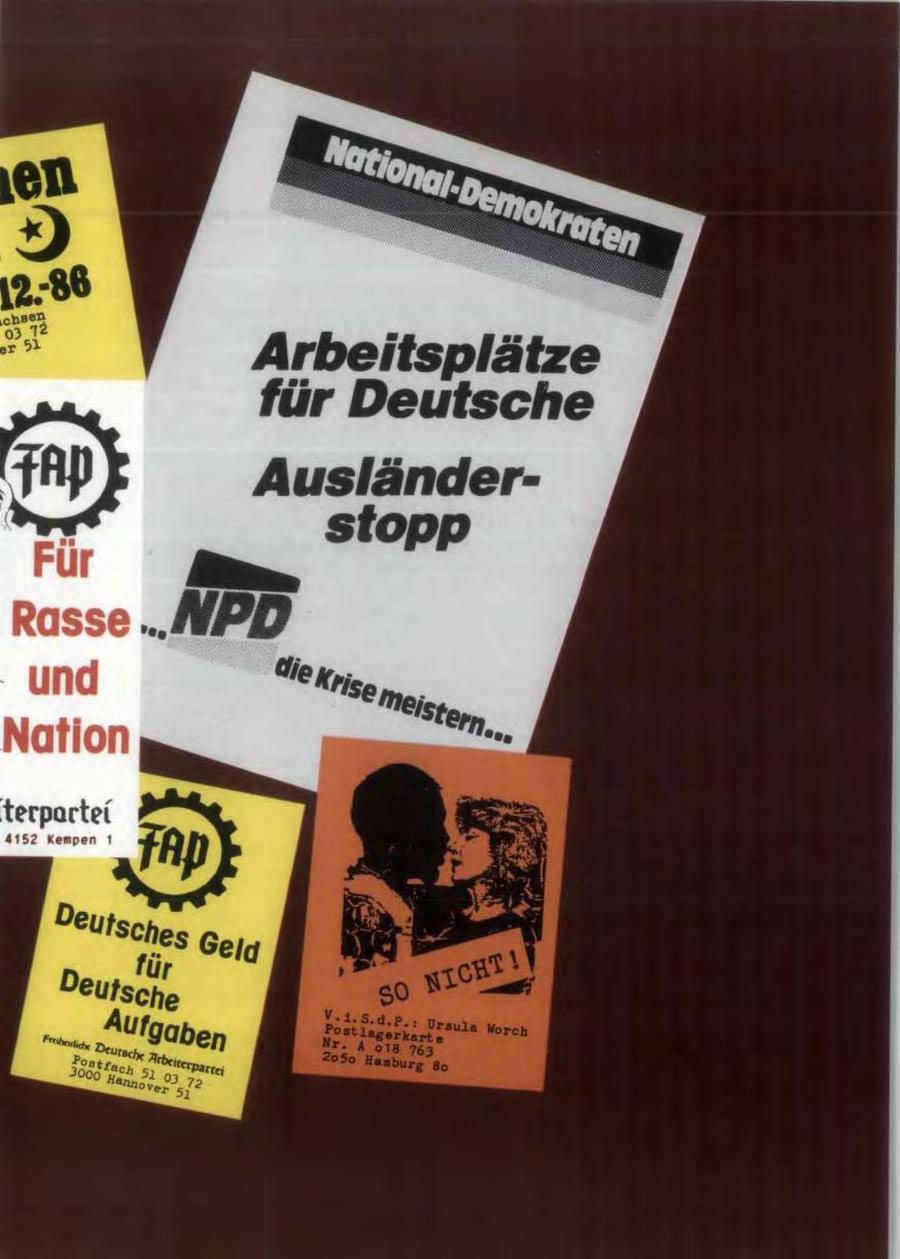 nen
12.-86
chsen
03 72
er 51
FAP
Für
Rasse
und
Nation
iterpartei
4152 Kempen 1
National-Demokraten
Arbeitsplätze
für Deutsche
Ausländer-
stopp
...NPD
die Krise meistern...
FAP
Deutsches Geld
für
Deutsche
Aufgaben
Freiheitliche Deutsche Arbeiterpartei
Postfach 51 03 72
3000 Hannover 51
SO NICHT!
V.i.S.d.P.: Ursula Worch
Postlagerkarte
Nr. A o18 763
2o5o Hamburg 8o